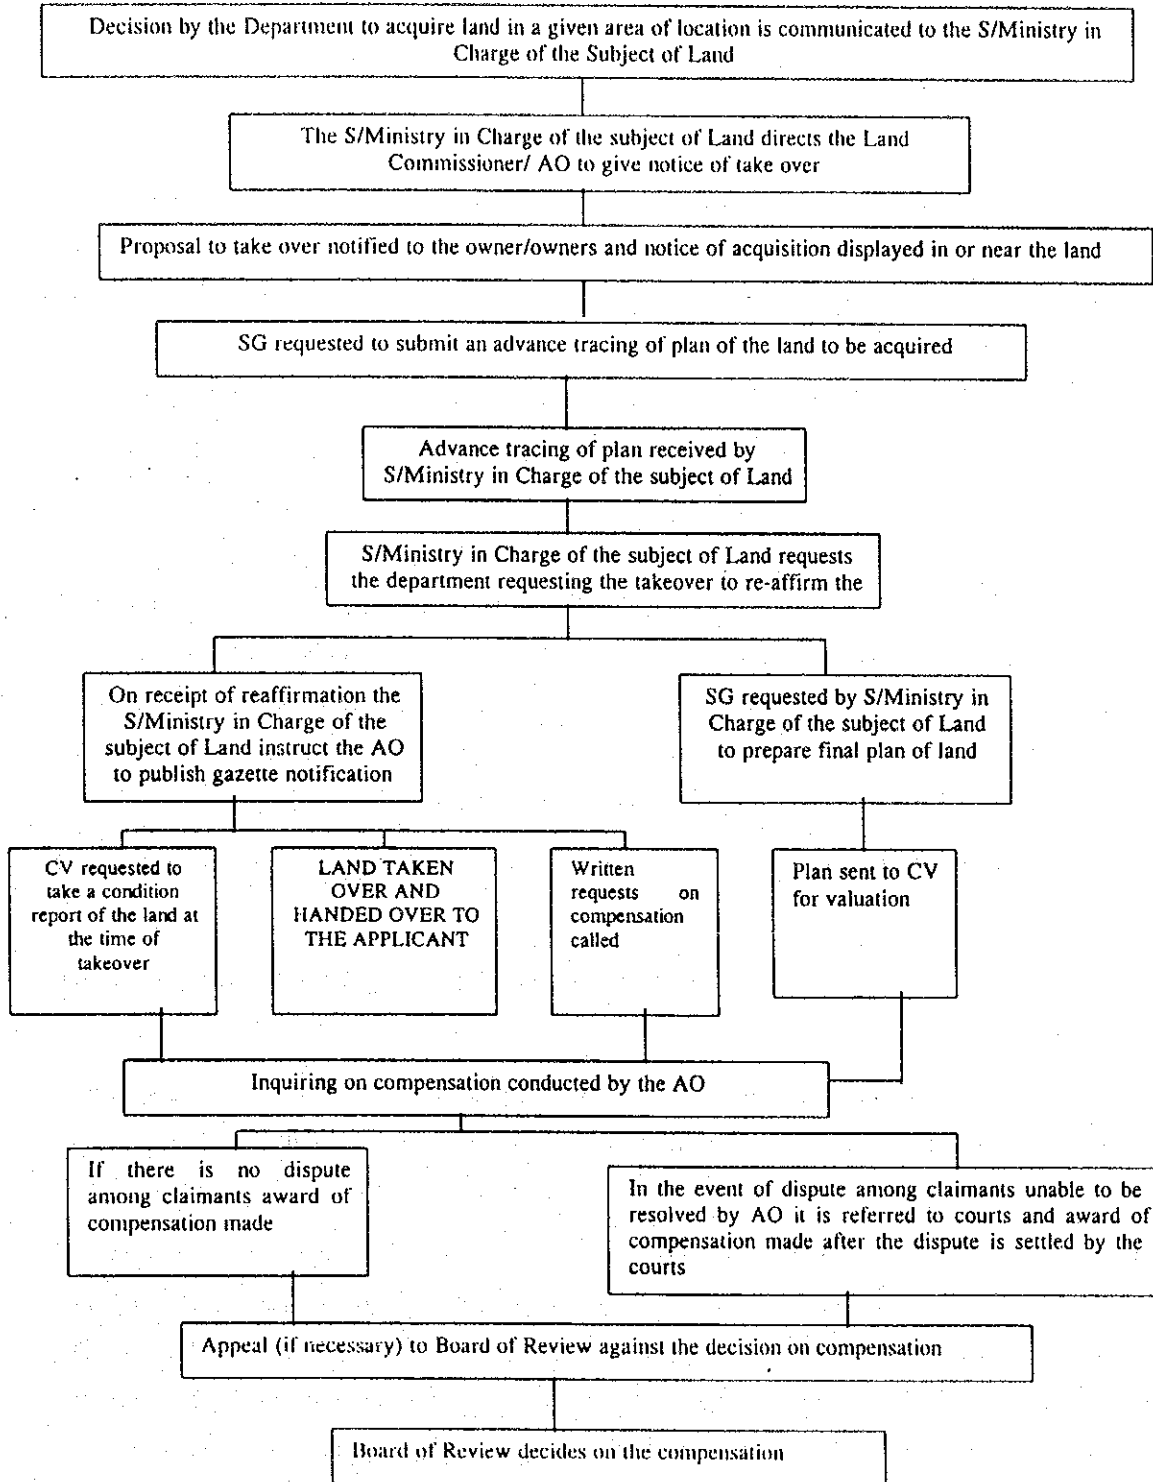 Decision by the Department to acquire land in a given area of location is communicated to the S/Ministry in
Charge of the Subject of Land
The S/Ministry in Charge of the subject of Land directs the Land
Commissioner/ AO to give notice of take over
Proposal to take over notified to the owner/owners and notice of acquisition displayed in or near the land
SG requested to submit an advance tracing of plan of the land to be acquired
Advance tracing of plan received by
S/Ministry in Charge of the subject of Land
S/Ministry in Charge of the subject of Land requests
the department requesting the takeover to re-affirm the
On receipt of reaffirmation the
S/Ministry in Charge of the
subject of Land instruct the AO
to publish gazette notification
SG requested by S/Ministry in
Charge of the subject of Land
to prepare final plan of land
CV requested to
take a condition
report of the land at
the time of
takeover
LAND TAKEN
OVER AND
HANDED OVER TO
THE APPLICANT
Written
requests on
compensation
called
Plan sent to CV
for valuation
Inquiring on compensation conducted by the AO
If there is no dispute
among claimants award of
compensation made
In the event of dispute among claimants unable to be
resolved by AO it is referred to courts and award of
compensation made after the dispute is settled by the
courts
Appeal (if necessary) to Board of Review against the decision on compensation
Board of Review decides on the compensation